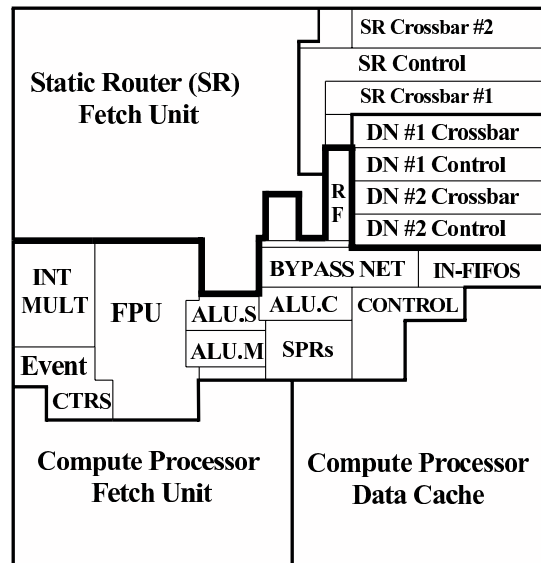 SR Crossbar #2
SR Control
Static Router (SR)
Fetch Unit
SR Crossbar #1
DN #1 Crossbar
DN #1 Control
DN #2 Crossbar
DN #2 Control
R
F
BYPASS NET
IN-FIFOS
INT
MULT
FPU
ALU.S
ALU.C
CONTROL
ALU.M
SPRs
Event
CTRS
Compute Processor
Fetch Unit
Compute Processor
Data Cache